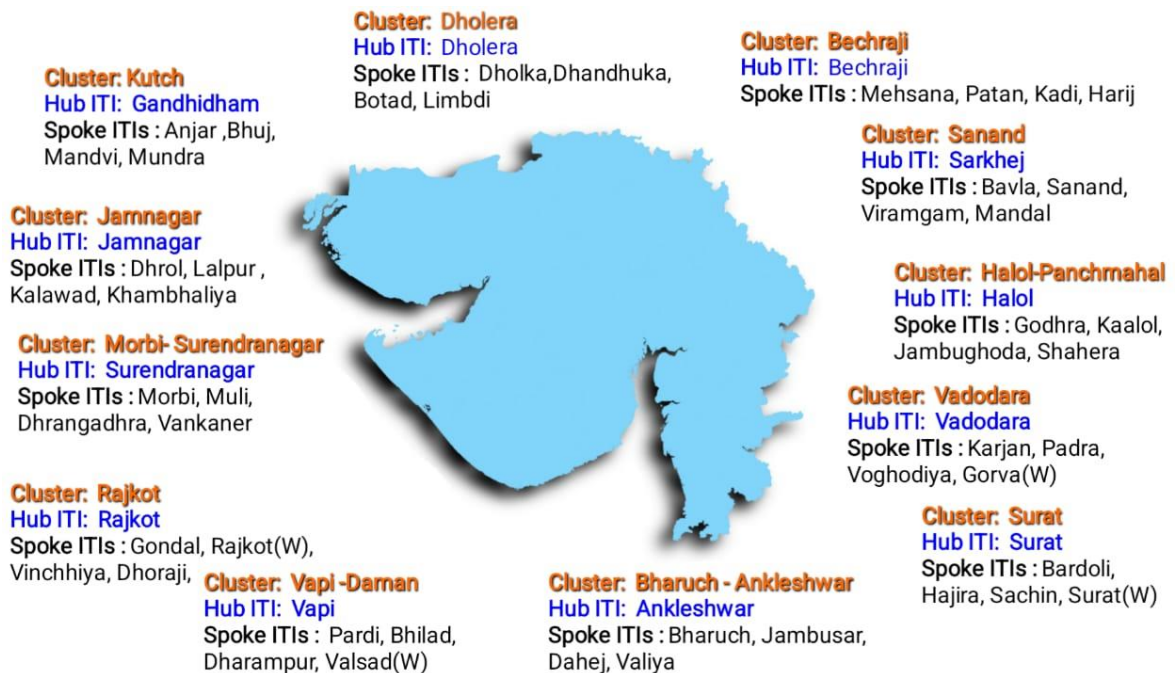 Cluster: Dholera
Hub ITI: Dholera
Spoke ITIs : Dholka,Dhandhuka,
Botad, Limbdi
Cluster: Bechraji
Hub ITI: Bechraji
Spoke ITIs : Mehsana, Patan, Kadi, Harij
Cluster: Kutch
Hub ITI: Gandhidham
Spoke ITIs : Anjar ,Bhuj,
Mandvi, Mundra
Cluster: Sanand
Hub ITI: Sarkhej
Spoke ITIs : Bavla, Sanand,
Viramgam, Mandal
Cluster: Jamnagar
Hub ITI: Jamnagar
Spoke ITIs : Dhrol, Lalpur ,
Kalawad, Khambhaliya
Cluster: Halol-Panchmahal
Hub ITI: Halol
Spoke ITIs : Godhra, Kaalol,
Jambughoda, Shahera
Cluster: Morbi- Surendranagar
Hub ITI: Surendranagar
Spoke ITIs : Morbi, Muli,
Dhrangadhra, Vankaner
Cluster: Vadodara
Hub ITI: Vadodara
Spoke ITIs : Karjan, Padra,
Voghodiya, Gorva(W)
Cluster: Rajkot
Hub ITI: Rajkot
Spoke ITIs : Gondal, Rajkot(W),
Vinchhiya, Dhoraji,
Cluster: Surat
Hub ITI: Surat
Spoke ITIs : Bardoli,
Hajira, Sachin, Surat(W)
Cluster: Vapi -Daman
Hub ITI: Vapi
Spoke ITIs : Pardi, Bhilad,
Dharampur, Valsad(W)
Cluster: Bharuch - Ankleshwar
Hub ITI: Ankleshwar
Spoke ITIs : Bharuch, Jambusar,
Dahej, Valiya